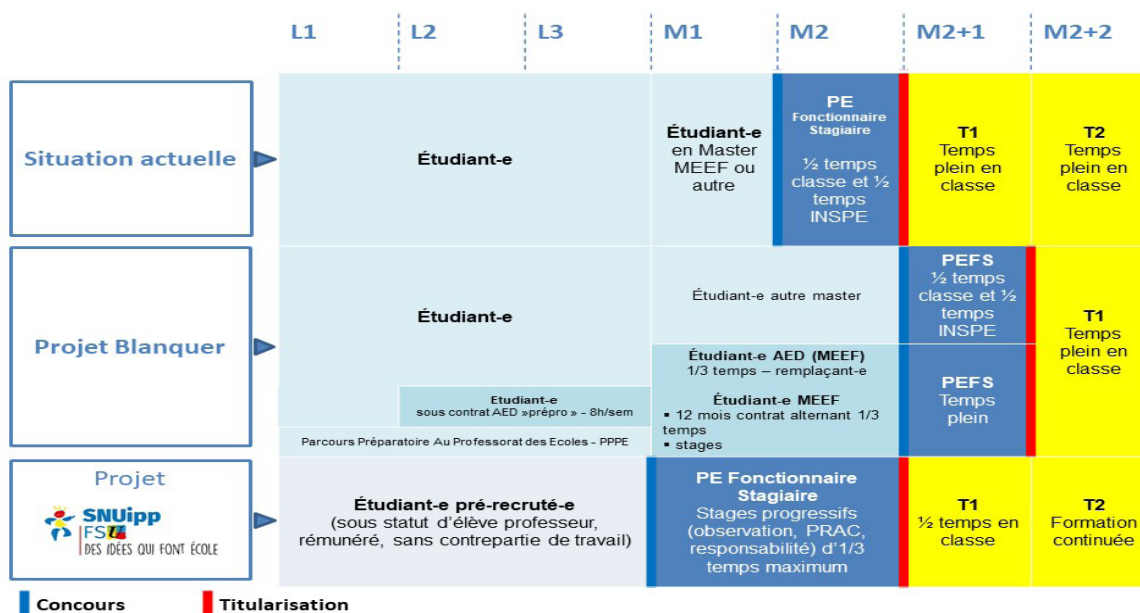 L1
L2
L3
M1
M2
M2+1
M2+2
Situation actuelle
Étudiant-e
Étudiant-e
en Master
MEEF ou
autre
PE
Fonctionnaire
Stagiaire
½ temps
classe et ½
temps
INSPE
T1
Temps
plein en
classe
T2
Temps
plein en
classe
Projet Blanquer
Étudiant-e
Etudiant-e
sous contrat AED »prépro » - 8h/sem
Parcours Préparatoire Au Professorat des Ecoles - PPPE
Étudiant-e autre master
Étudiant-e AED (MEEF)
1/3 temps – remplaçant-e
Étudiant-e MEEF
▪ 12 mois contrat alternant 1/3
temps
▪ stages
PEFS
½ temps
classe et ½
temps
INSPE
PEFS
Temps
plein
T1
Temps
plein en
classe
Projet
SNUipp
FSU
DES IDÉES QUI FONT ÉCOLE
Étudiant-e pré-recruté-e
(sous statut d'élève professeur,
rémunéré, sans contrepartie de travail)
PE Fonctionnaire
Stagiaire
Stages progressifs
(observation, PRAC,
responsabilité) d'1/3
temps maximum
T1
½ temps en
classe
T2
Formation
continuée
Concours
Titularisation